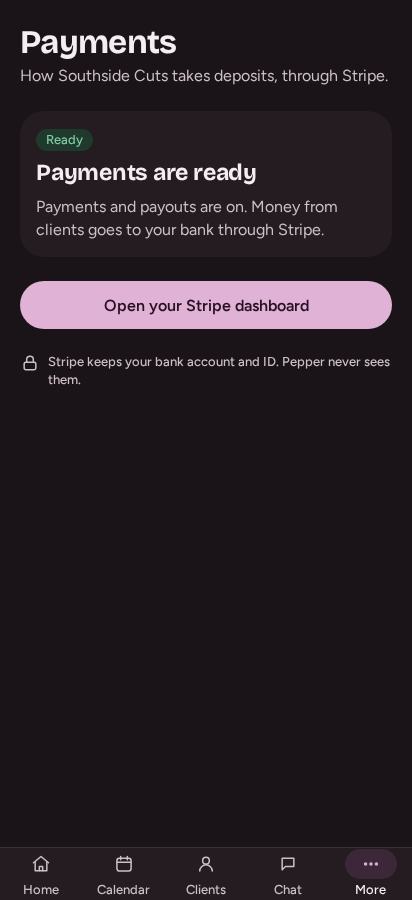 Payments
How Southside Cuts takes deposits, through Stripe.
Ready
Payments are ready
Payments and payouts are on. Money from
clients goes to your bank through Stripe.
Open your Stripe dashboard
Stripe keeps your bank account and ID. Pepper never sees
them.
Home
Calendar
Clients
Chat
More